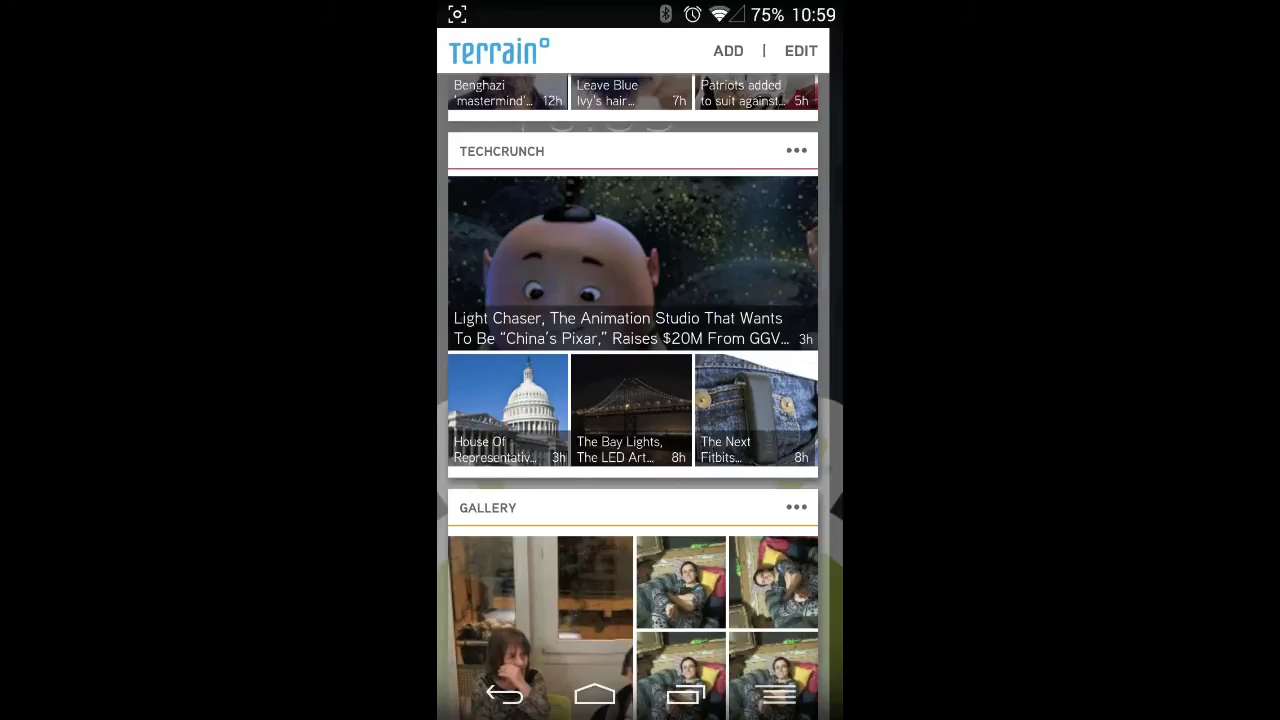 75% 10:59
Terrain°
ADD | EDIT
Benghazi
'mastermind'... 12h
Leave Blue
Ivy's hair... 7h
Patriots added
to suit against... 5h
TECHCRUNCH
Light Chaser, The Animation Studio That Wants
To Be “China's Pixar,” Raises $20M From GGV... 3h
House Of
Representativ... 3h
The Bay Lights,
The LED Art... 8h
The Next
Fitbits... 8h
GALLERY